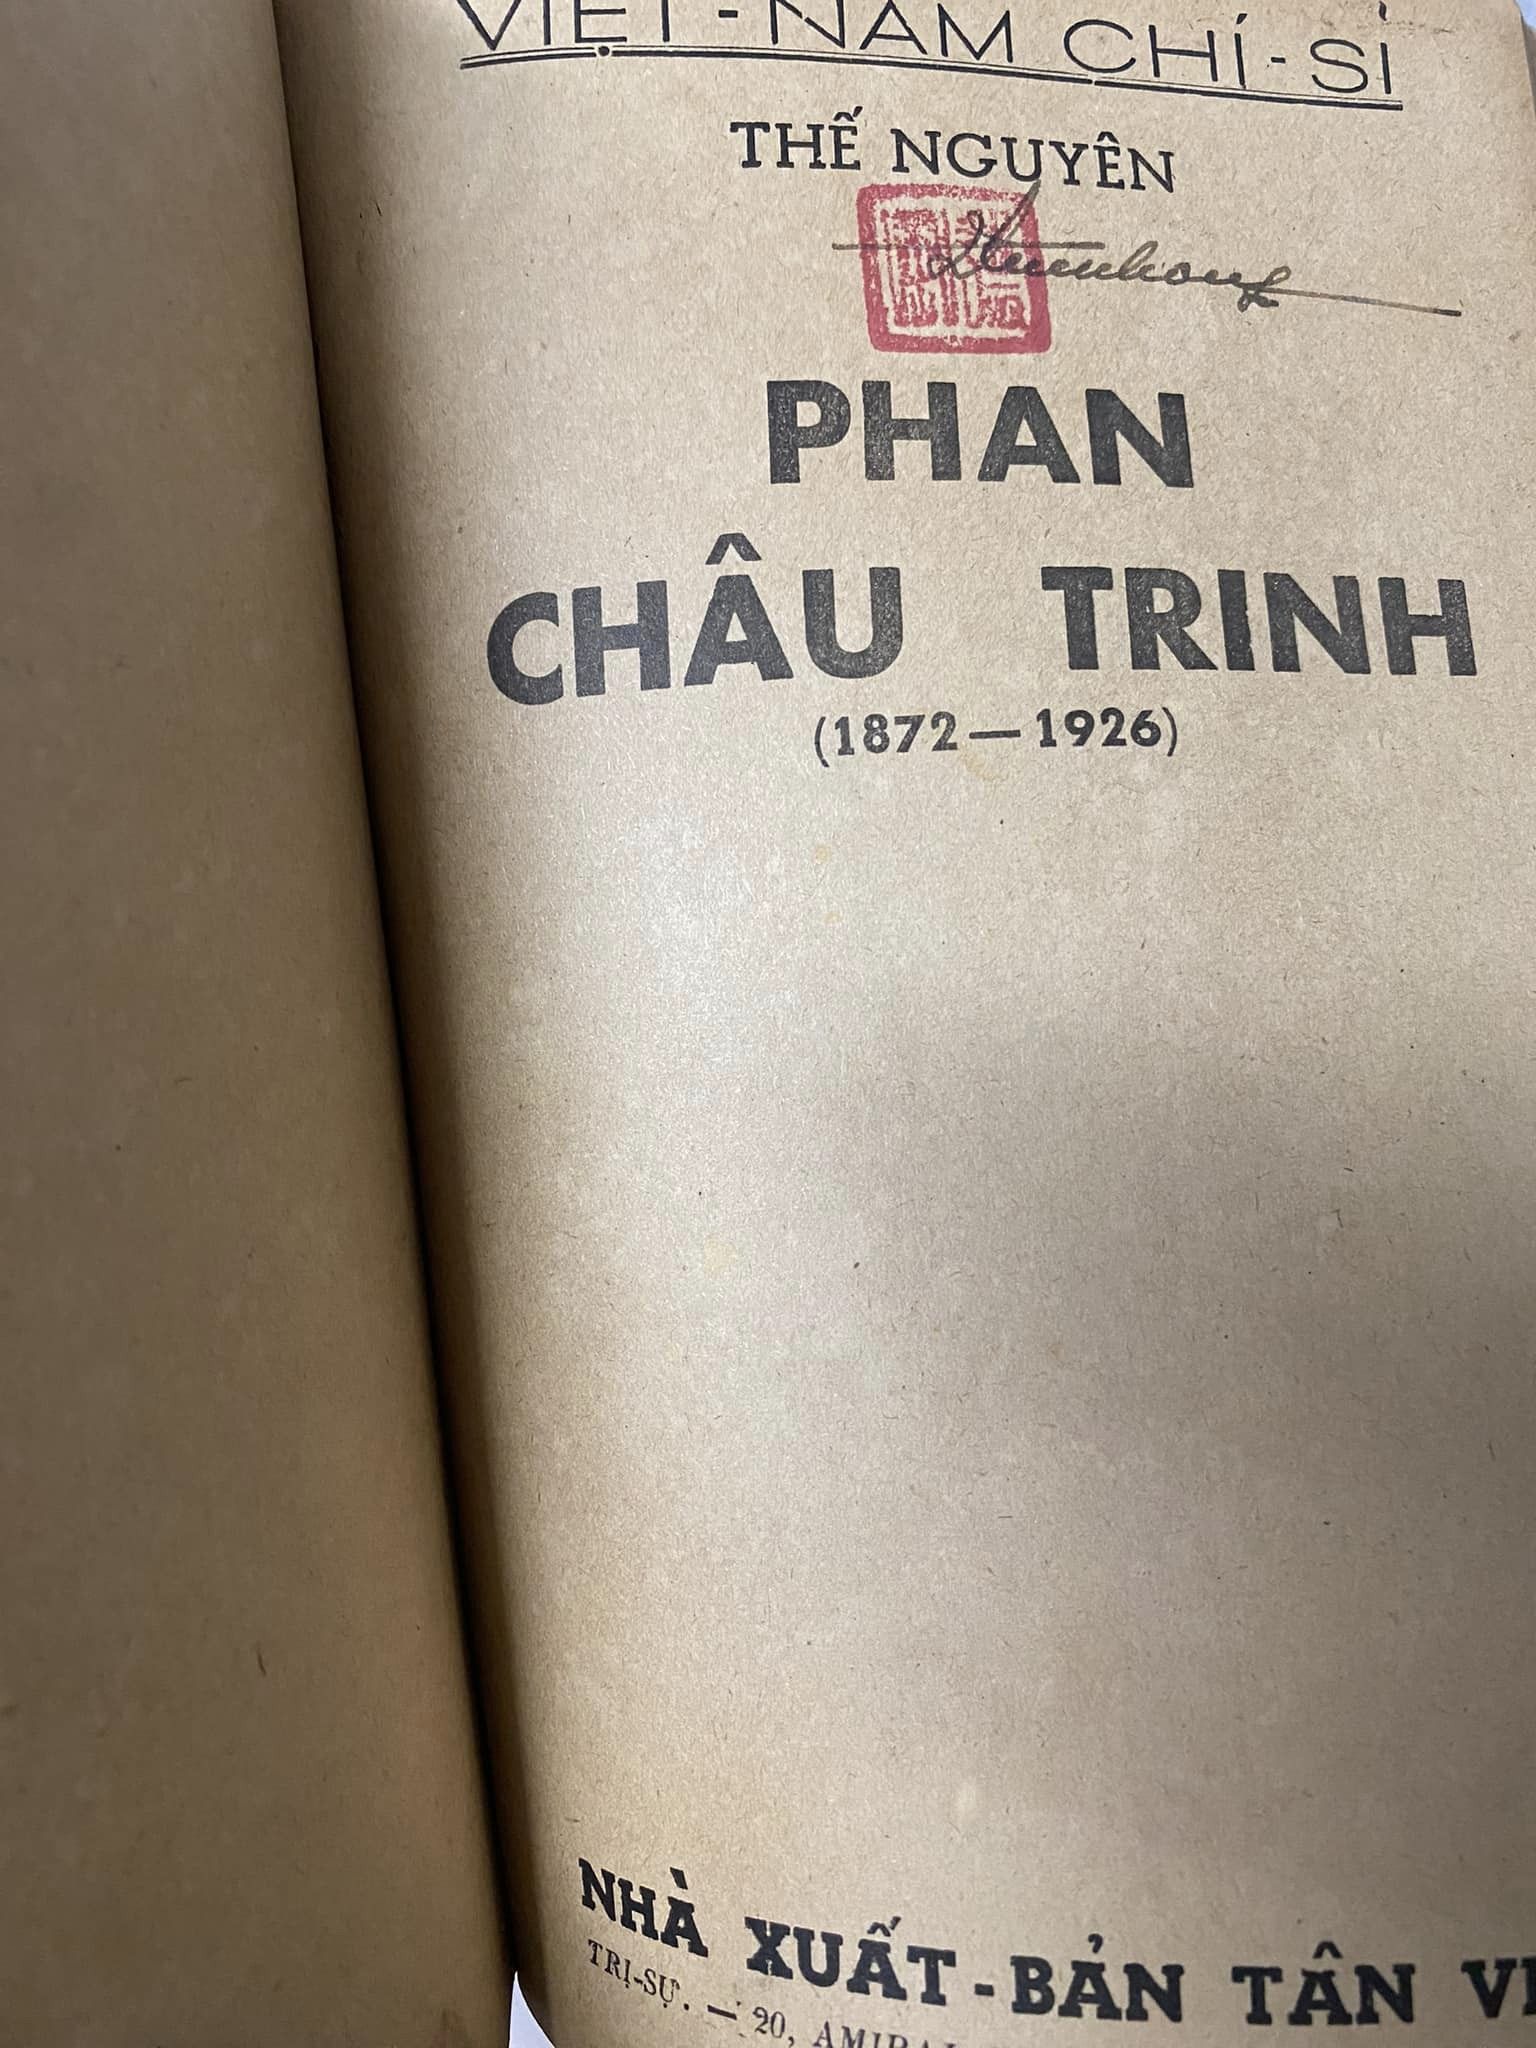 VIỆT-NAM CHÍ-SĨ
THẾ NGUYÊN
PHAN
CHÂU TRINH
(1872—1926)
NHÀ XUẤT-BẢN TÂN
TRỊ-SỰ. — 20,